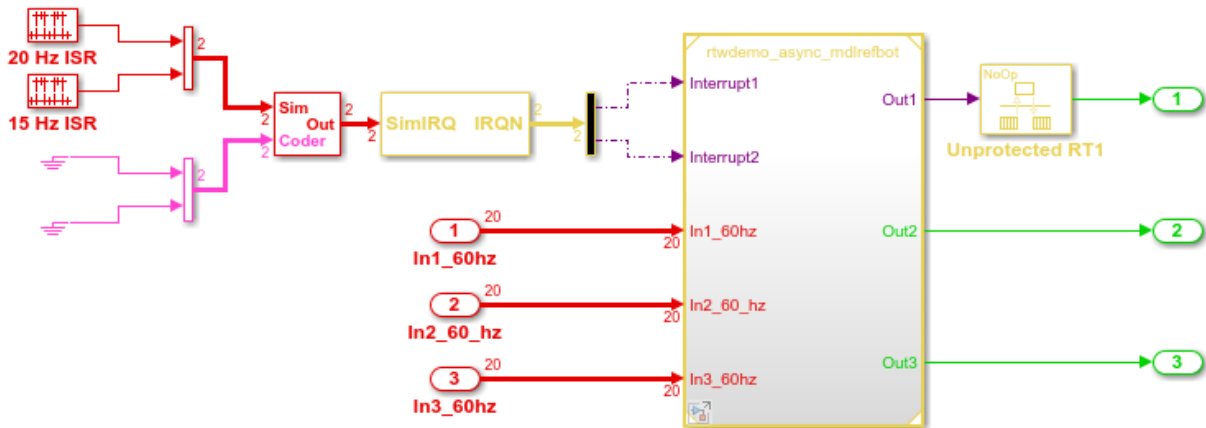 20 Hz ISR
2
15 Hz ISR
2
Sim
2
Out
2
Coder
2
2
SimIRQ IRQN
2
2
rtwdemo_async_mdlrefbot
Interrupt1
Interrupt2
Out1
NoOp
Unprotected RT1
1
1
In1_60hz
20
20
In1_60hz
Out2
2
2
In2_60_hz
20
20
In2_60_hz
3
In3_60hz
20
20
In3_60hz
Out3
3